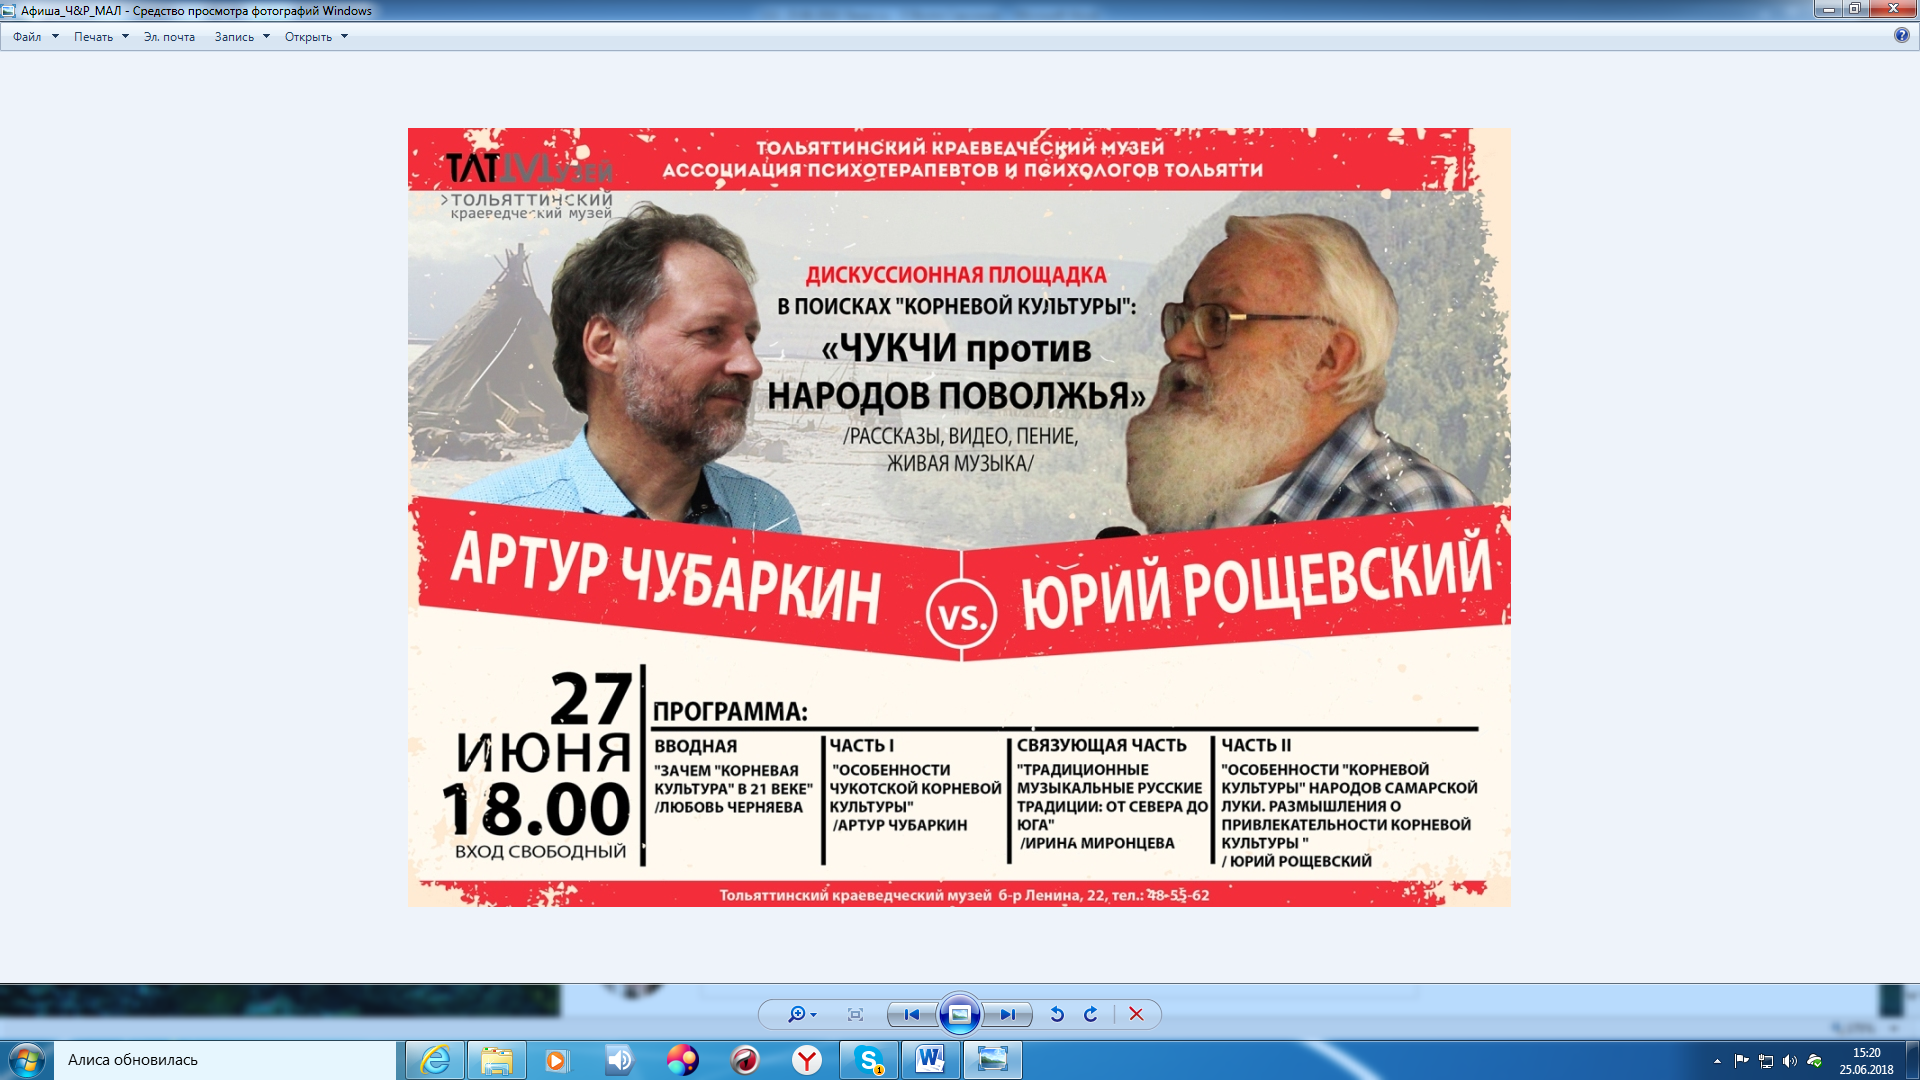 Афиша_Ч&Р_МАЛ - Средство просмотра фотографий Windows
Файл Печать Эл. почта Запись Открыть
ТОЛЬЯТТИНСКИЙ КРАЕВЕДЧЕСКИЙ МУЗЕЙ
АССОЦИАЦИЯ ПСИХОТЕРАПЕВТОВ И ПСИХОЛОГОВ ТОЛЬЯТТИ
>ТОЛЬЯТТИНСКИЙ
краеведческий музей
ДИСКУССИОННАЯ ПЛОЩАДКА
В ПОИСКАХ "КОРНЕВОЙ КУЛЬТУРЫ":
«ЧУКЧИ против
НАРОДОВ ПОВОЛЖЬЯ»
/РАССКАЗЫ, ВИДЕО, ПЕНИЕ,
ЖИВАЯ МУЗЫКА/
АРТУР ЧУБАРКИН
vs.
ЮРИЙ РОЩЕВСКИЙ
27
ИЮНЯ
18.00
ВХОД СВОБОДНЫЙ
ПРОГРАММА:
ВВОДНАЯ
"ЗАЧЕМ "КОРНЕВАЯ
КУЛЬТУРА" В 21 ВЕКЕ"
/ЛЮБОВЬ ЧЕРНЯЕВА
ЧАСТЬ I
"ОСОБЕННОСТИ
ЧУКОТСКОЙ КОРНЕВОЙ
КУЛЬТУРЫ"
/АРТУР ЧУБАРКИН
СВЯЗУЮЩАЯ ЧАСТЬ
"ТРАДИЦИОННЫЕ
МУЗЫКАЛЬНЫЕ РУССКИЕ
ТРАДИЦИИ: ОТ СЕВЕРА ДО
ЮГА"
/ИРИНА МИРОНЦЕВА
ЧАСТЬ II
"ОСОБЕННОСТИ "КОРНЕВОЙ
КУЛЬТУРЫ" НАРОДОВ САМАРСКОЙ
ЛУКИ. РАЗМЫШЛЕНИЯ О
ПРИВЛЕКАТЕЛЬНОСТИ КОРНЕВОЙ
КУЛЬТУРЫ "
/ ЮРИЙ РОЩЕВСКИЙ
Тольяттинский краеведческий музей б-р Ленина, 22, тел.: 48-55-62
Алиса обновилась
15:20
25.06.2018